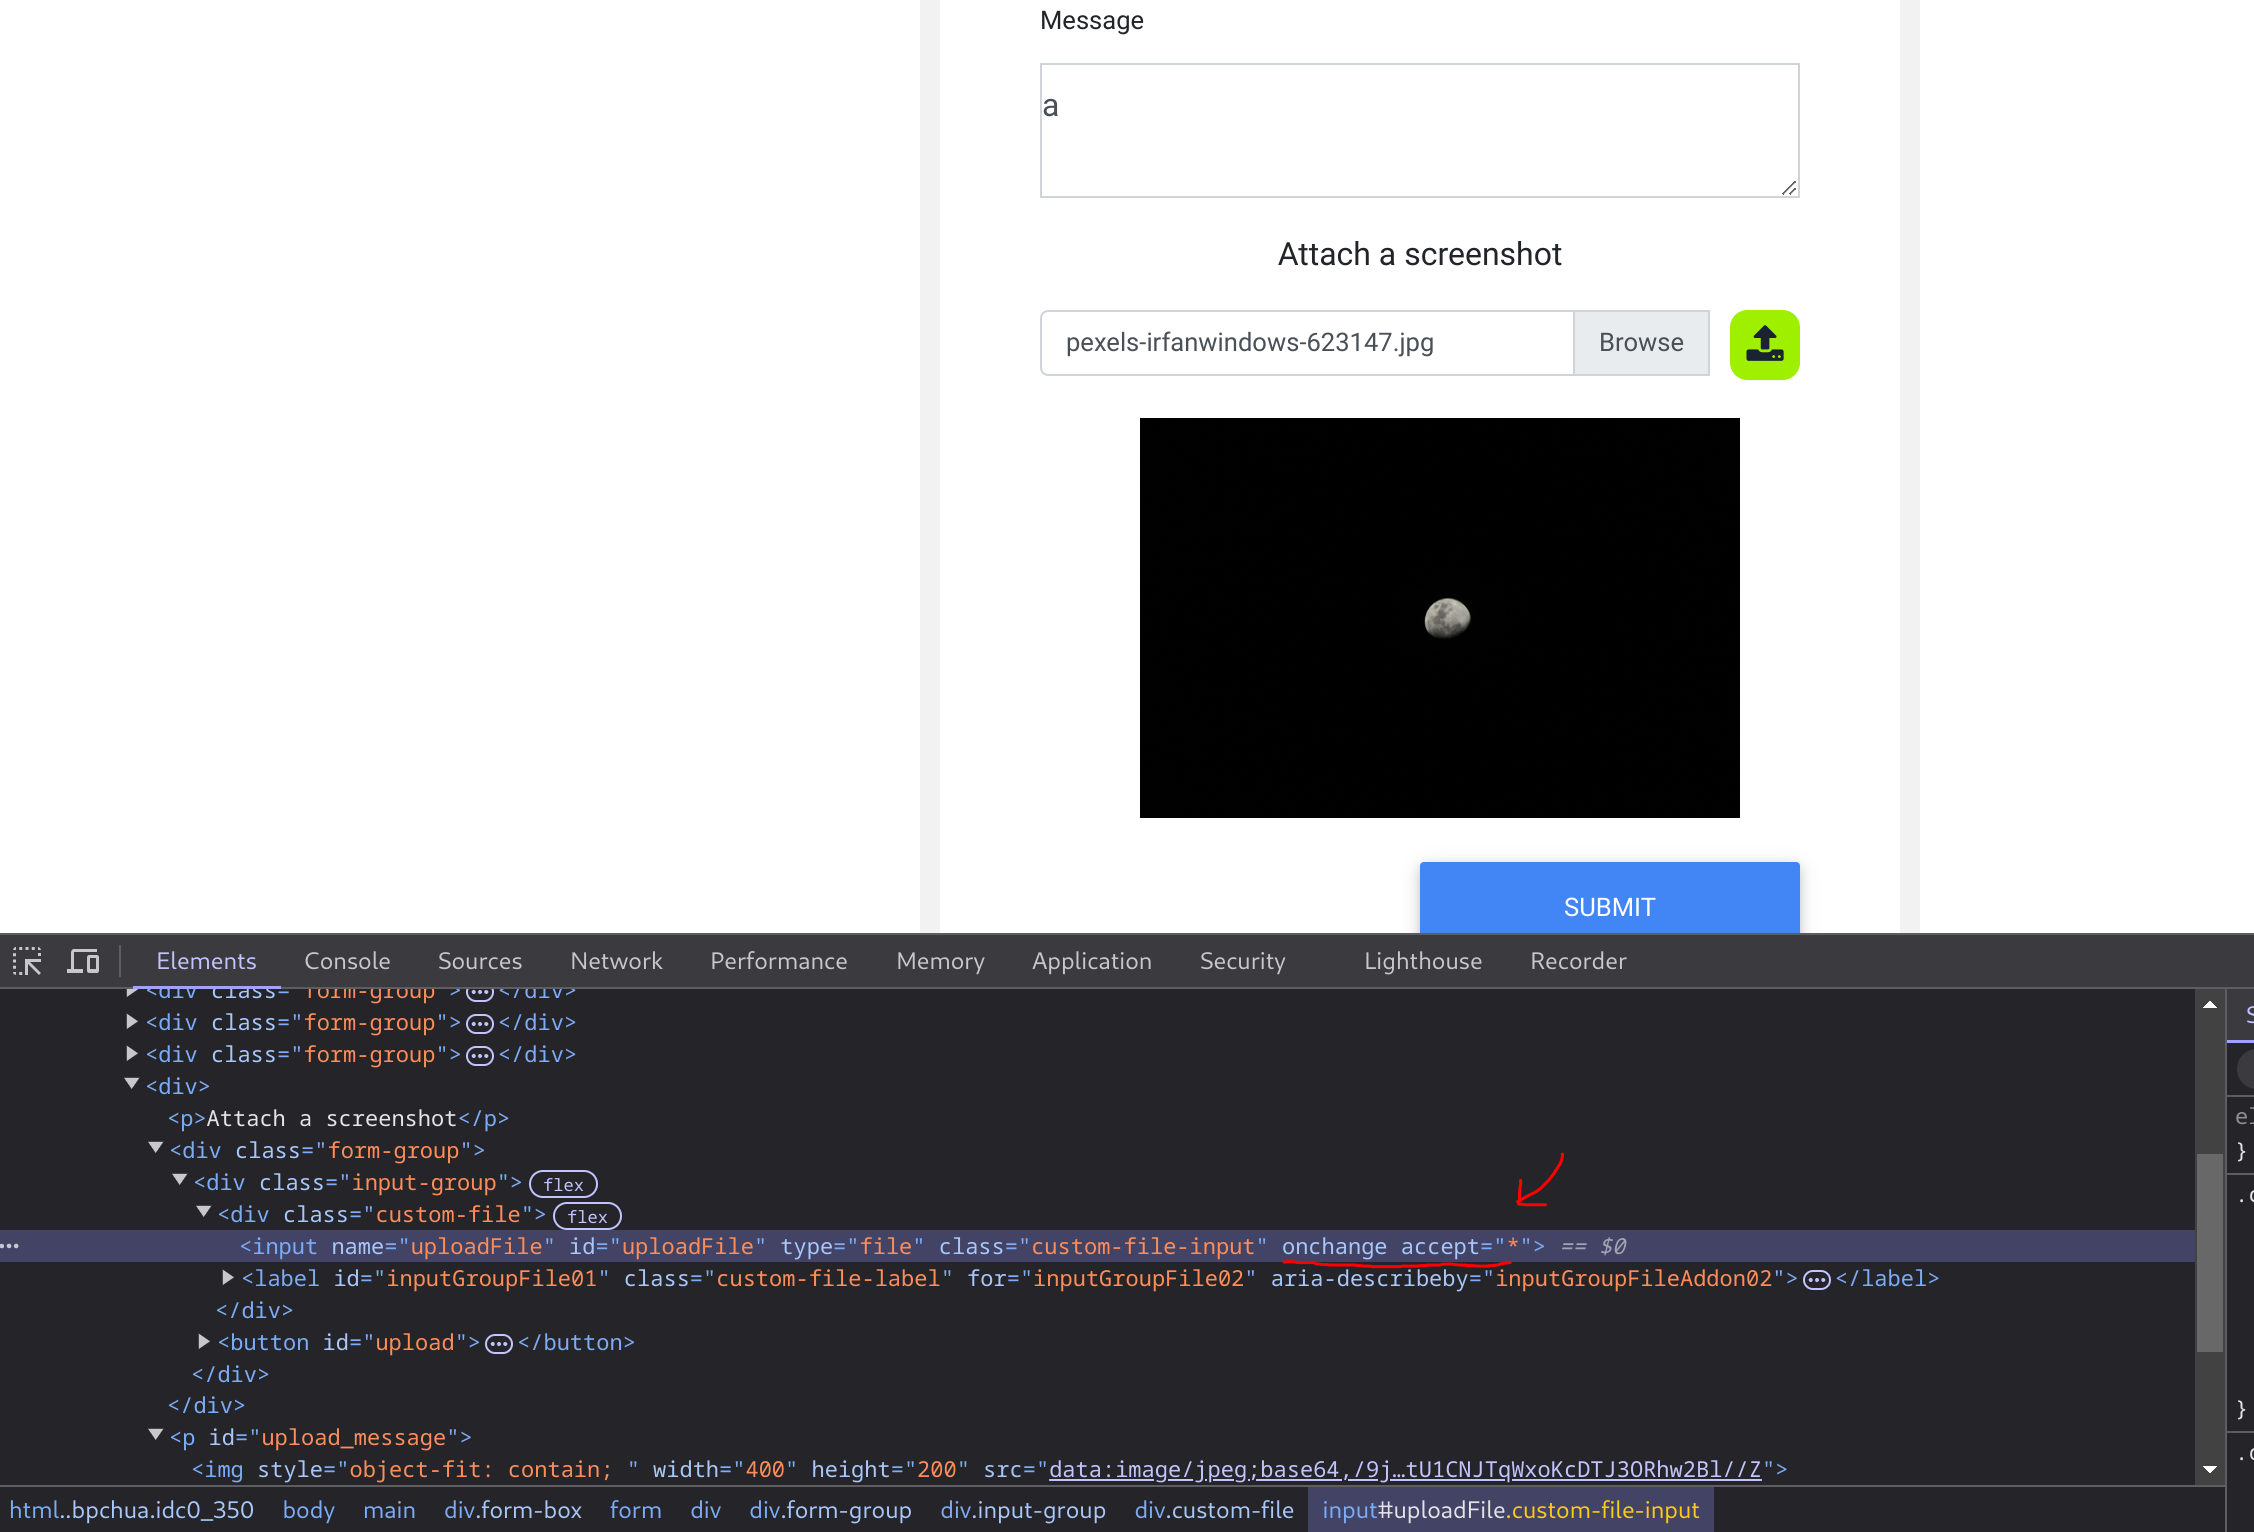 Message
a
Attach a screenshot
pexels-irfanwindows-623147.jpg Browse
SUBMIT
Elements Console Sources Network Performance Memory Application Security Lighthouse Recorder
<div class="form-group">…</div>
<div class="form-group">…</div>
<div class="form-group">…</div>
<div>
<p>Attach a screenshot</p>
<div class="form-group">
<div class="input-group"> flex
<div class="custom-file"> flex
<input name="uploadFile" id="uploadFile" type="file" class="custom-file-input" onchange accept="*"> == $0
<label id="inputGroupFile01" class="custom-file-label" for="inputGroupFile02" aria-describeby="inputGroupFileAddon02">…</label>
</div>
<button id="upload">…</button>
</div>
</div>
<p id="upload_message">
<img style="object-fit: contain; " width="400" height="200" src="data:image/jpeg;base64,/9j…tU1CNJTqWxoKcDTJ3ORhw2Bl//Z">
html..bpchua.idc0_350 body main div.form-box form div div.form-group div.input-group div.custom-file input#uploadFile.custom-file-input
}
}